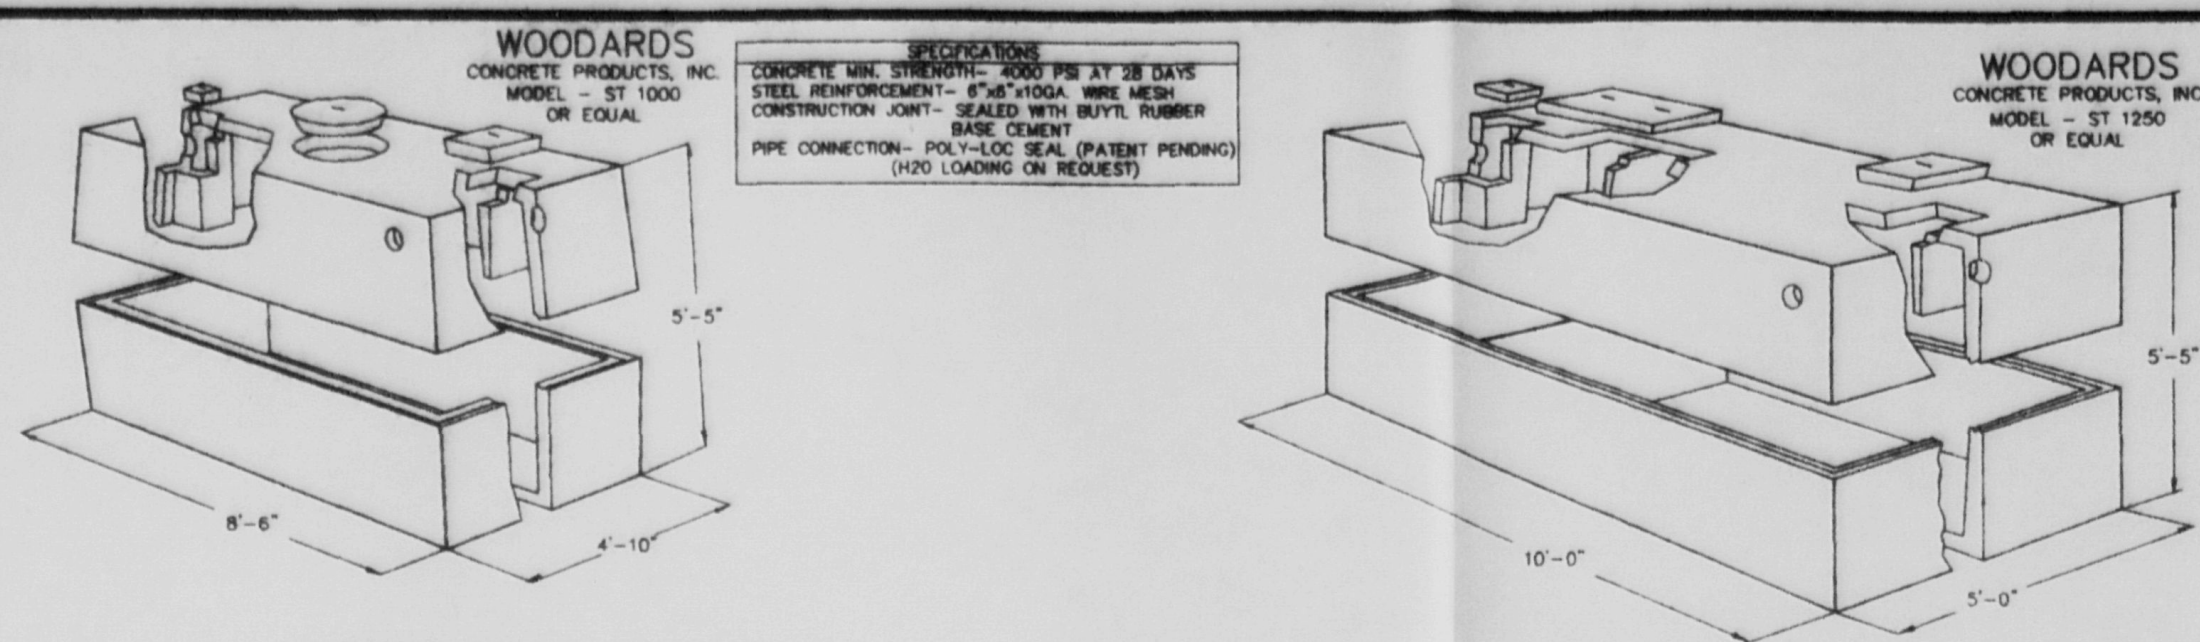 WOODARDS
CONCRETE PRODUCTS, INC.
MODEL - ST 1000
OR EQUAL
5'-5"
8'-6"
4'-10"
SPECIFICATIONS
CONCRETE MIN. STRENGTH- 4000 PSI AT 28 DAYS
STEEL REINFORCEMENT- 6"x6"x10GA. WIRE MESH
CONSTRUCTION JOINT- SEALED WITH BUYTL RUBBER
BASE CEMENT
PIPE CONNECTION- POLY-LOC SEAL (PATENT PENDING)
(H20 LOADING ON REQUEST)
WOODARDS
CONCRETE PRODUCTS, INC
MODEL - ST 1250
OR EQUAL
5'-5"
10'-0"
5'-0"